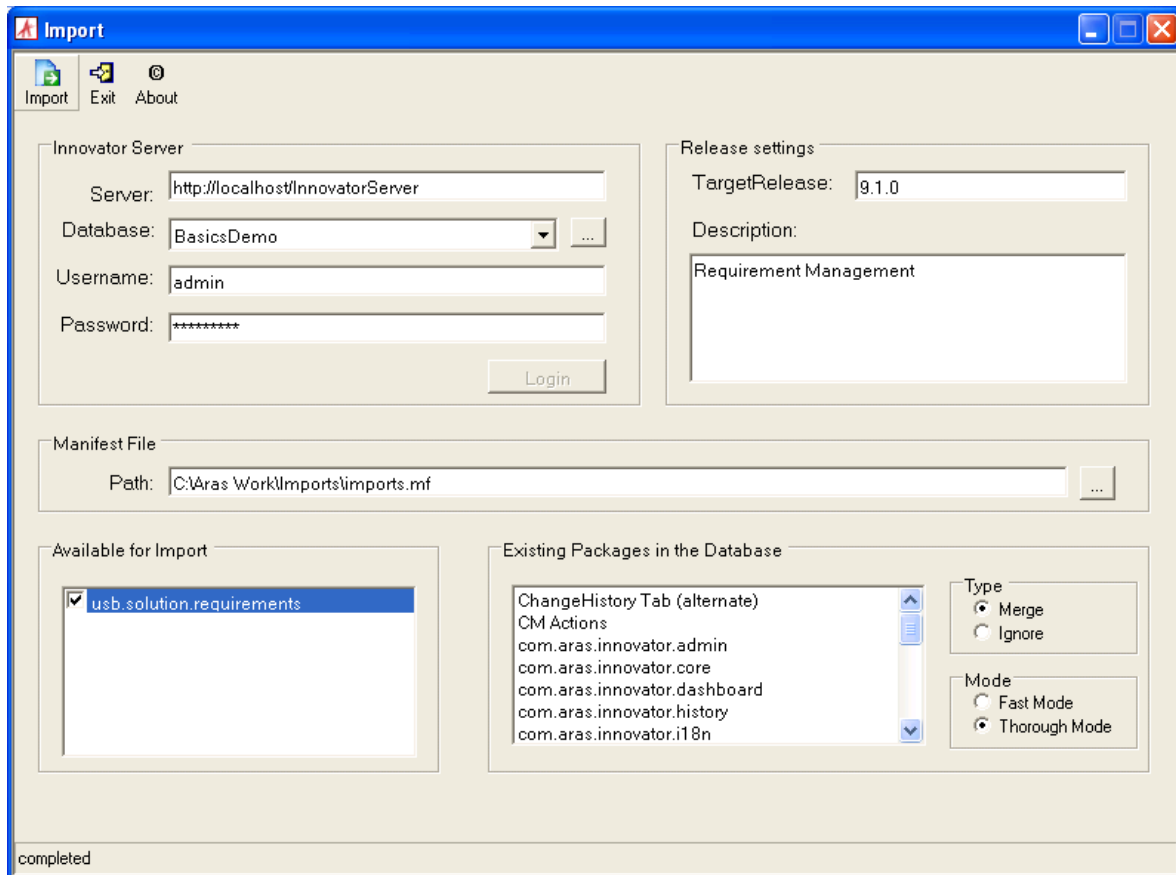 Import
Import Exit © About
Innovator Server
Server: http://localhost/InnovatorServer
Database: BasicsDemo ...
Username: admin
Password: *********
Login
Release settings
TargetRelease: 9.1.0
Description:
Requirement Management
Manifest File
Path: C:\Aras Work\Imports\imports.mf ...
Available for Import
usb.solution.requirements
Existing Packages in the Database
ChangeHistory Tab (alternate)
CM Actions
com.aras.innovator.admin
com.aras.innovator.core
com.aras.innovator.dashboard
com.aras.innovator.history
com.aras.innovator.i18n
Type
Merge
Ignore
Mode
Fast Mode
Thorough Mode
completed